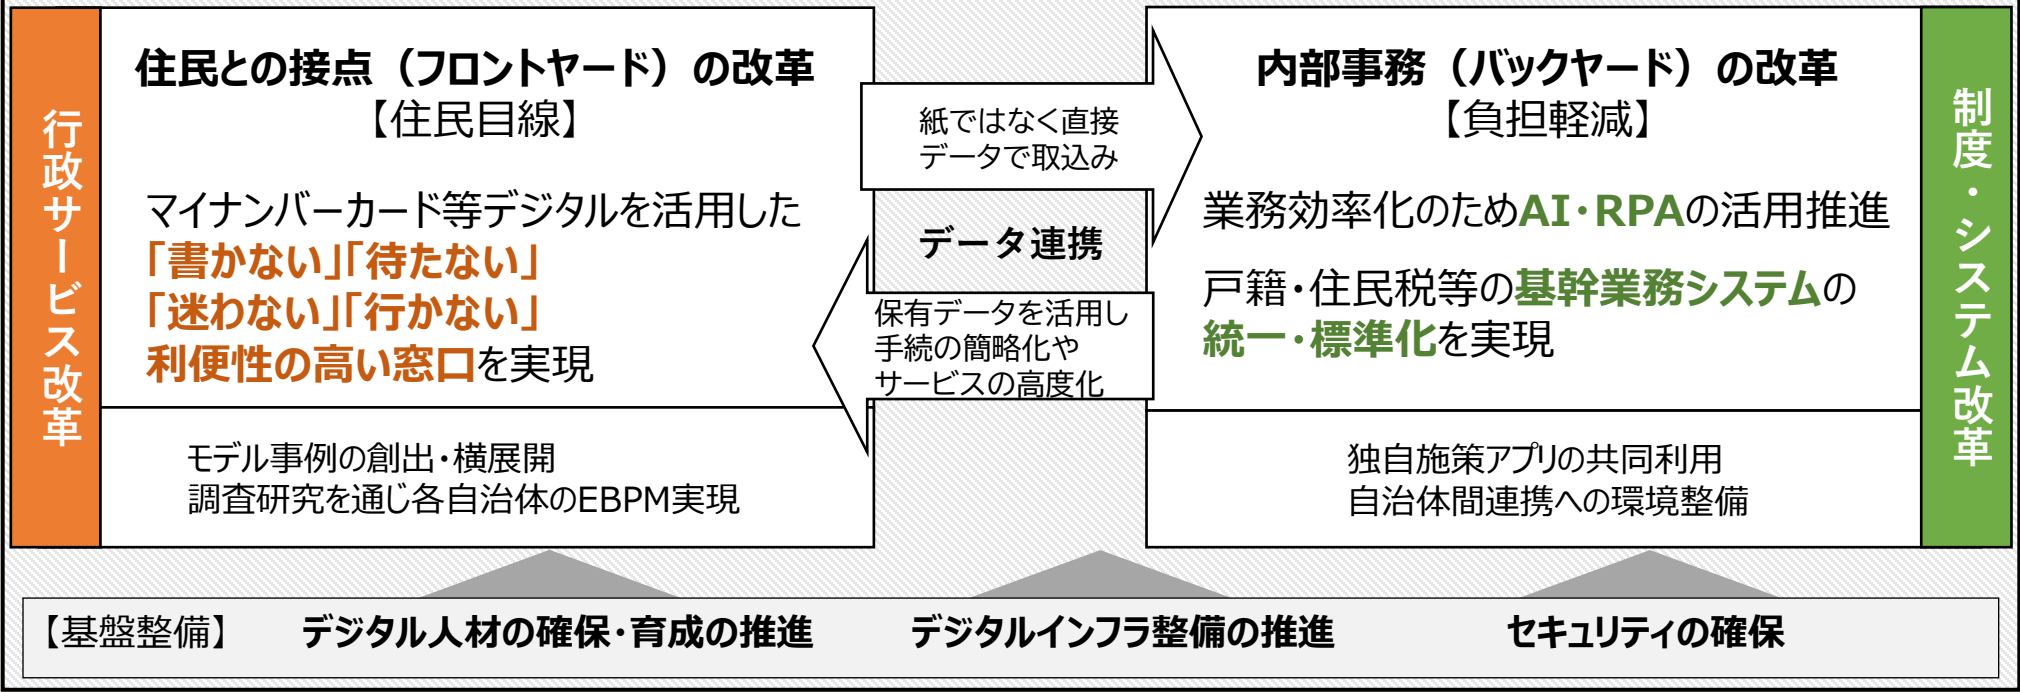 行政サービス改革
住民との接点（フロントヤード）の改革
【住民目線】
マイナンバーカード等デジタルを活用した
「書かない」「待たない」
「迷わない」「行かない」
利便性の高い窓口を実現
モデル事例の創出・横展開
調査研究を通じ各自治体のEBPM実現
紙ではなく直接
データで取込み
データ連携
保有データを活用し
手続の簡略化や
サービスの高度化
内部事務（バックヤード）の改革
【負担軽減】
業務効率化のためAI・RPAの活用推進
戸籍・住民税等の基幹業務システムの
統一・標準化を実現
独自施策アプリの共同利用
自治体間連携への環境整備
制度・システム改革
【基盤整備】 デジタル人材の確保・育成の推進 デジタルインフラ整備の推進 セキュリティの確保